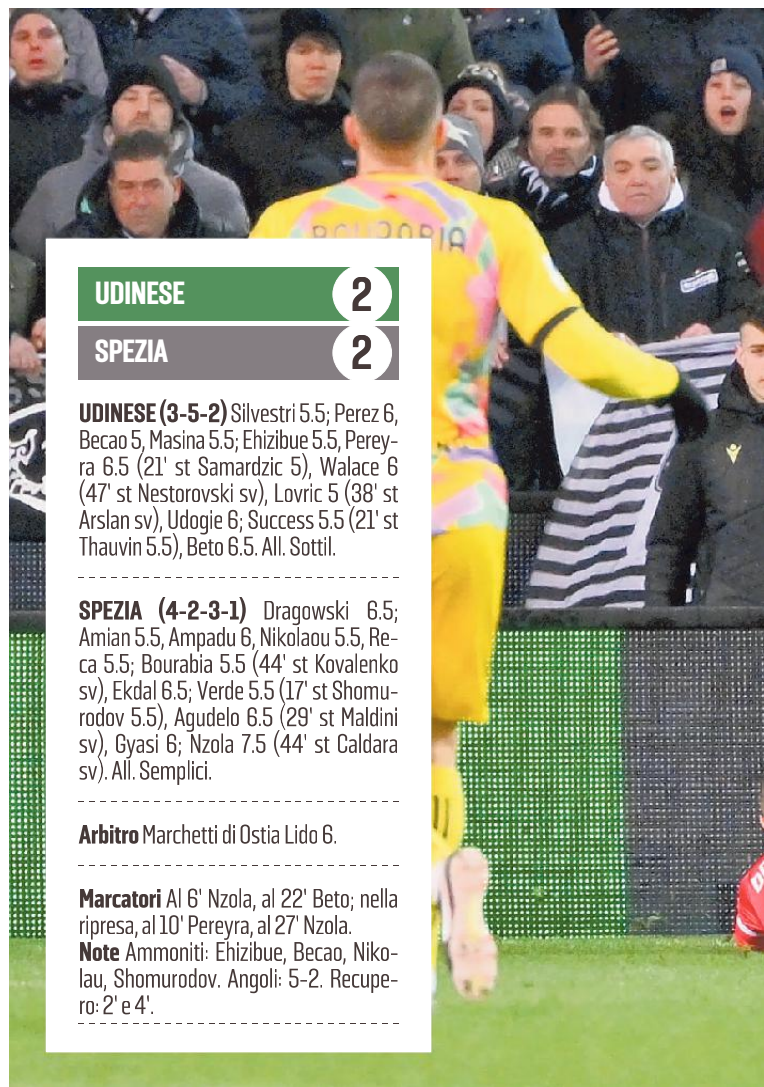 BOURABIA
UDINESE 2
SPEZIA 2
UDINESE (3-5-2) Silvestri 5.5; Perez 6,
Becao 5, Masina 5.5; Ehizibue 5.5, Perey-
ra 6.5 (21' st Samardzic 5), Walace 6
(47' st Nestorovski sv), Lovric 5 (38' st
Arslan sv), Udogie 6; Success 5.5 (21' st
Thauvin 5.5), Beto 6.5. All. Sottil.
SPEZIA (4-2-3-1) Dragowski 6.5;
Amian 5.5, Ampadu 6, Nikolaou 5.5, Re-
ca 5.5; Bourabia 5.5 (44' st Kovalenko
sv), Ekdal 6.5; Verde 5.5 (17' st Shomu-
rodov 5.5), Agudelo 6.5 (29' st Maldini
sv), Gyasi 6; Nzola 7.5 (44' st Caldara
sv). All. Semplici.
Arbitro Marchetti di Ostia Lido 6.
Marcatori Al 6' Nzola, al 22' Beto; nella
ripresa, al 10' Pereyra, al 27' Nzola.
Note Ammoniti: Ehizibue, Becao, Niko-
lau, Shomurodov. Angoli: 5-2. Recupe-
ro: 2' e 4'.